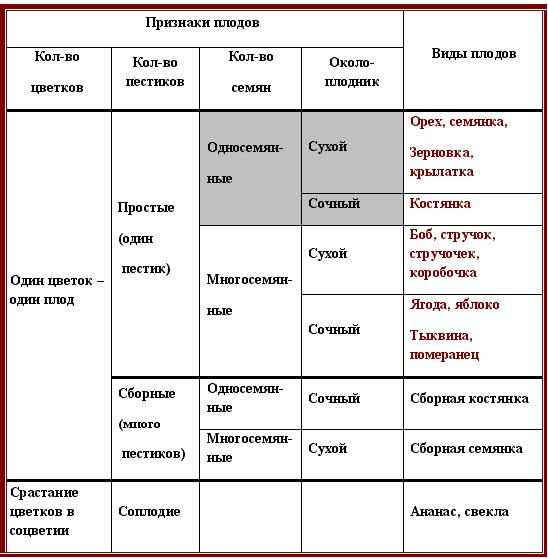 Признаки плодов
Виды плодов
Кол-во
цветков
Кол-во
пестиков
Кол-во
семян
Около-
плодник
Один цветок –
один плод
Простые
(один
пестик)
Односемян-
ные
Сухой
Орех, семянка,
Зерновка,
крылатка
Сочный
Костянка
Многосемян-
ные
Сухой
Боб, стручок,
стручочек,
коробочка
Сочный
Ягода, яблоко
Тыквина,
померанец
Сборные
(много
пестиков)
Односемян-
ные
Сочный
Сборная костянка
Многосемян-
ные
Сухой
Сборная семянка
Срастание
цветков в
соцветии
Соплодие
Ананас, свекла